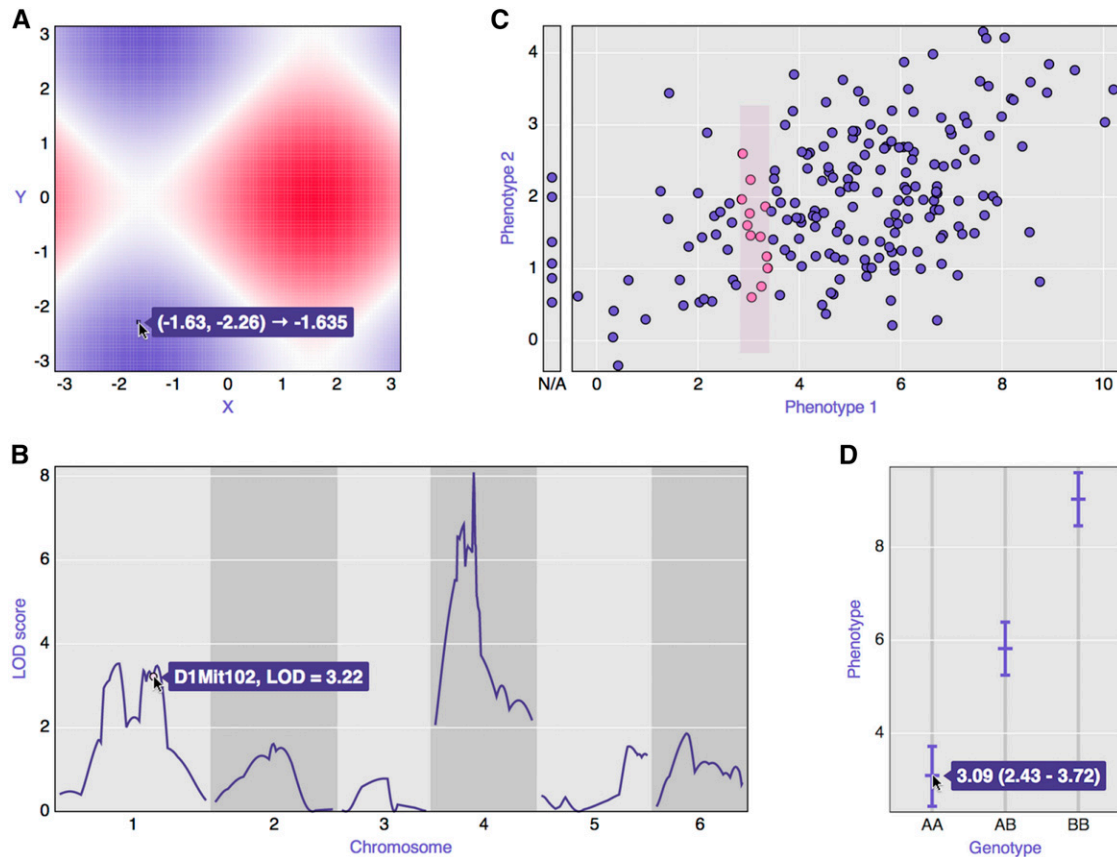 A
3
2
1
0
-1
-2
-3
Y
(-1.63, -2.26) → -1.635
-3 -2 -1 0 1 2 3
X
C
4
3
2
1
0
Phenotype 2
N/A 0 2 4 6 8 10
Phenotype 1
B
8
6
4
2
0
LOD score
D1Mit102, LOD = 3.22
1 2 3 4 5 6
Chromosome
D
8
6
4
Phenotype
3.09 (2.43 - 3.72)
AA AB BB
Genotype